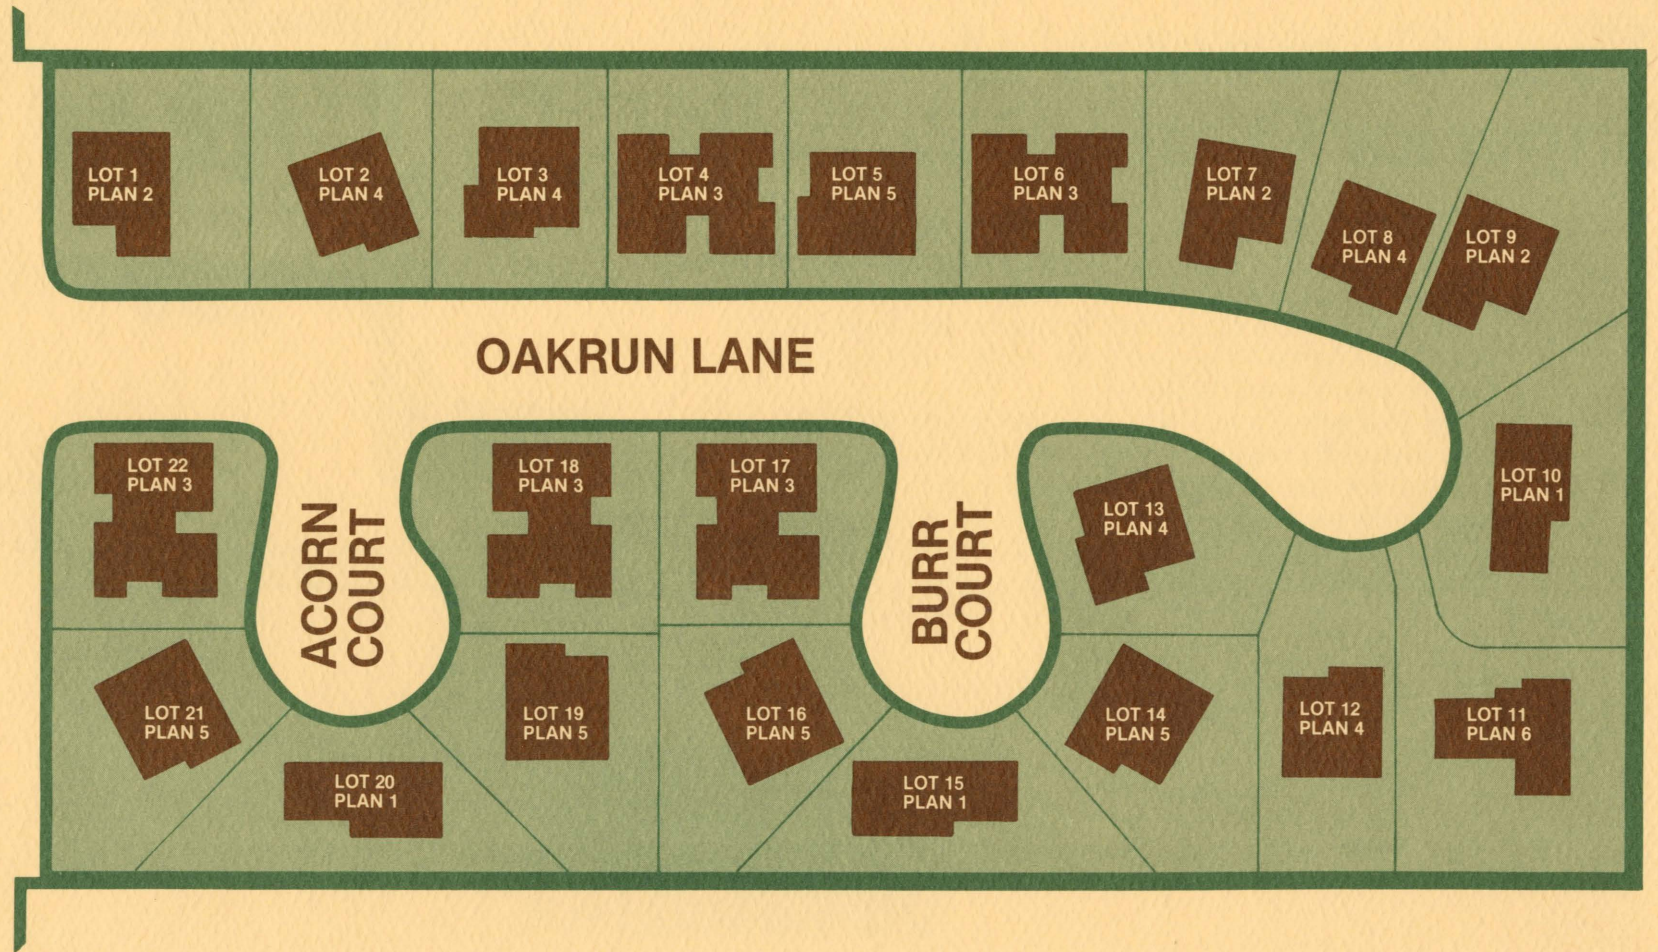 LOT 1
PLAN 2
LOT 2
PLAN 4
LOT 3
PLAN 4
LOT 4
PLAN 3
LOT 5
PLAN 5
LOT 6
PLAN 3
LOT 7
PLAN 2
LOT 8
PLAN 4
LOT 9
PLAN 2
OAKRUN LANE
LOT 22
PLAN 3
ACORN
COURT
LOT 18
PLAN 3
LOT 17
PLAN 3
BURR
COURT
LOT 13
PLAN 4
LOT 10
PLAN 1
LOT 21
PLAN 5
LOT 20
PLAN 1
LOT 19
PLAN 5
LOT 16
PLAN 5
LOT 15
PLAN 1
LOT 14
PLAN 5
LOT 12
PLAN 4
LOT 11
PLAN 6